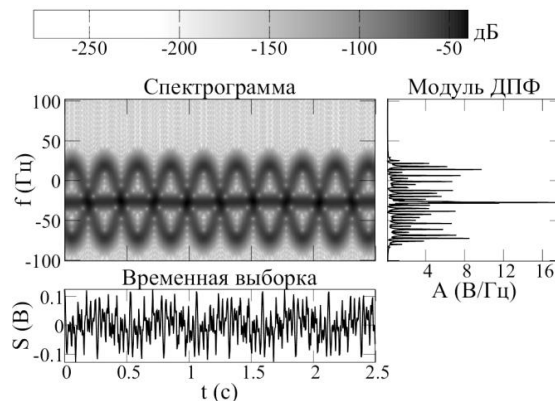 дБ
-250 -200 -150 -100 -50
Спектрограмма
Модуль ДПФ
100
50
0
-50
-100
f (Гц)
4 8 12 16
А (В/Гц)
Временная выборка
0.1
0
-0.1
S (В)
0 0.5 1 1.5 2 2.5
t (с)